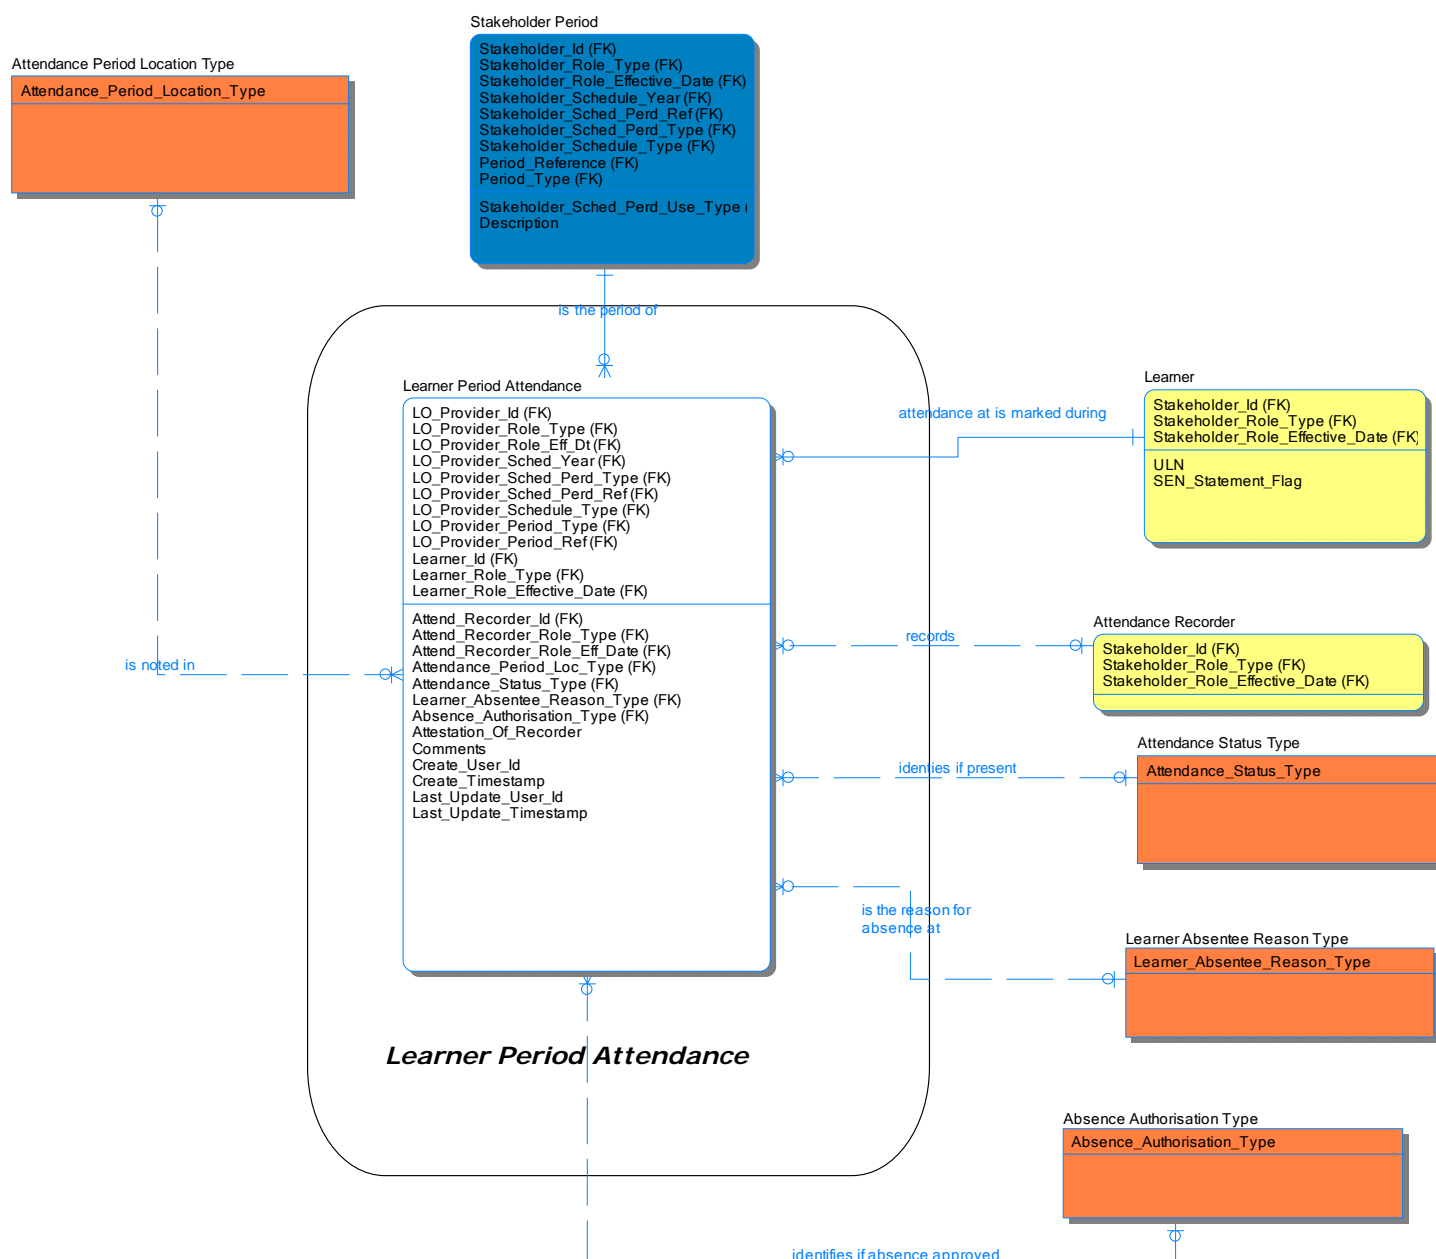 Stakeholder Period
Stakeholder_Id (FK)
Stakeholder_Role_Type (FK)
Stakeholder_Role_Effective_Date (FK)
Stakeholder_Schedule_Year (FK)
Stakeholder_Sched_Perd_Ref (FK)
Stakeholder_Sched_Perd_Type (FK)
Stakeholder_Schedule_Type (FK)
Period_Reference (FK)
Period_Type (FK)
Stakeholder_Sched_Perd_Use_Type (
Description
Attendance Period Location Type
Attendance_Period_Location_Type
is the period of
Learner Period Attendance
LO_Provider_Id (FK)
LO_Provider_Role_Type (FK)
LO_Provider_Role_Eff_Dt (FK)
LO_Provider_Sched_Year (FK)
LO_Provider_Sched_Perd_Type (FK)
LO_Provider_Sched_Perd_Ref (FK)
LO_Provider_Schedule_Type (FK)
LO_Provider_Period_Type (FK)
LO_Provider_Period_Ref (FK)
Learner_Id (FK)
Learner_Role_Type (FK)
Learner_Role_Effective_Date (FK)
Attend_Recorder_Id (FK)
Attend_Recorder_Role_Type (FK)
Attend_Recorder_Role_Eff_Date (FK)
Attendance_Period_Loc_Type (FK)
Attendance_Status_Type (FK)
Learner_Absentee_Reason_Type (FK)
Absence_Authorisation_Type (FK)
Attestation_Of_Recorder
Comments
Create_User_Id
Create_Timestamp
Last_Update_User_Id
Last_Update_Timestamp
is noted in
attendance at is marked during
Learner
Stakeholder_Id (FK)
Stakeholder_Role_Type (FK)
Stakeholder_Role_Effective_Date (FK)
ULN
SEN_Statement_Flag
records
Attendance Recorder
Stakeholder_Id (FK)
Stakeholder_Role_Type (FK)
Stakeholder_Role_Effective_Date (FK)
identies if present
Attendance Status Type
Attendance_Status_Type
is the reason for
absence at
Learner Absentee Reason Type
Learner_Absentee_Reason_Type
Learner Period Attendance
Absence Authorisation Type
Absence_Authorisation_Type
identifies if absence approved